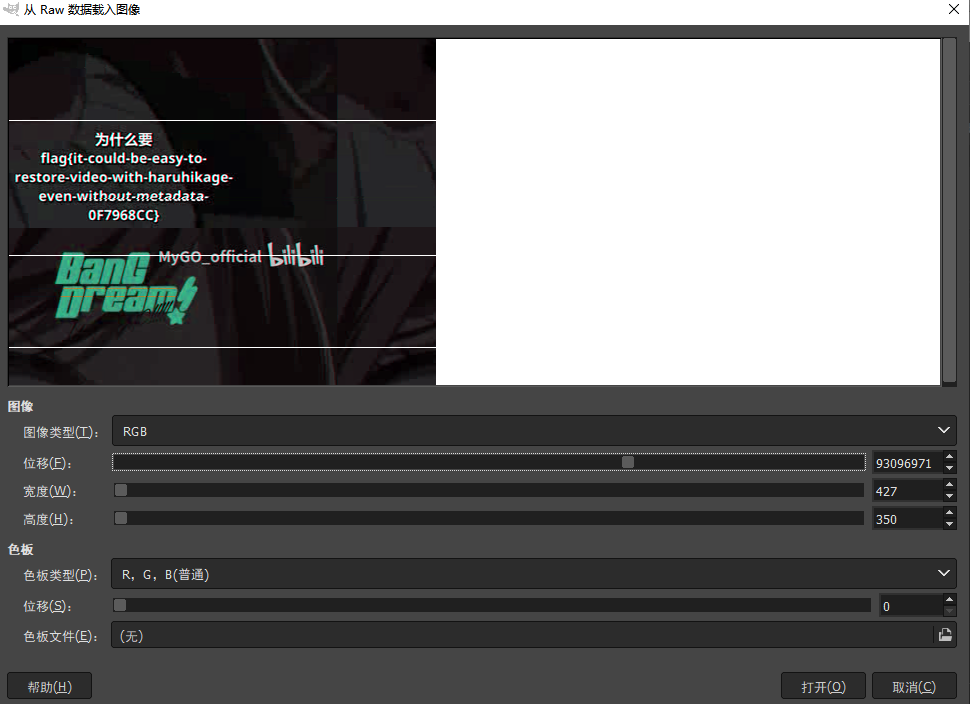 从 Raw 数据载入图像
为什么要
flag{it-could-be-easy-to-
restore-video-with-haruhikage-
even-without-metadata-
0F7968CC}
MyGO_official bilibili
BanG
Dream!
图像
图像类型(T)： RGB
位移(F)： 93096971
宽度(W)： 427
高度(H)： 350
色板
色板类型(P)： R，G，B(普通)
位移(S)： 0
色板文件(E)： (无)
帮助(H) 打开(O) 取消(C)